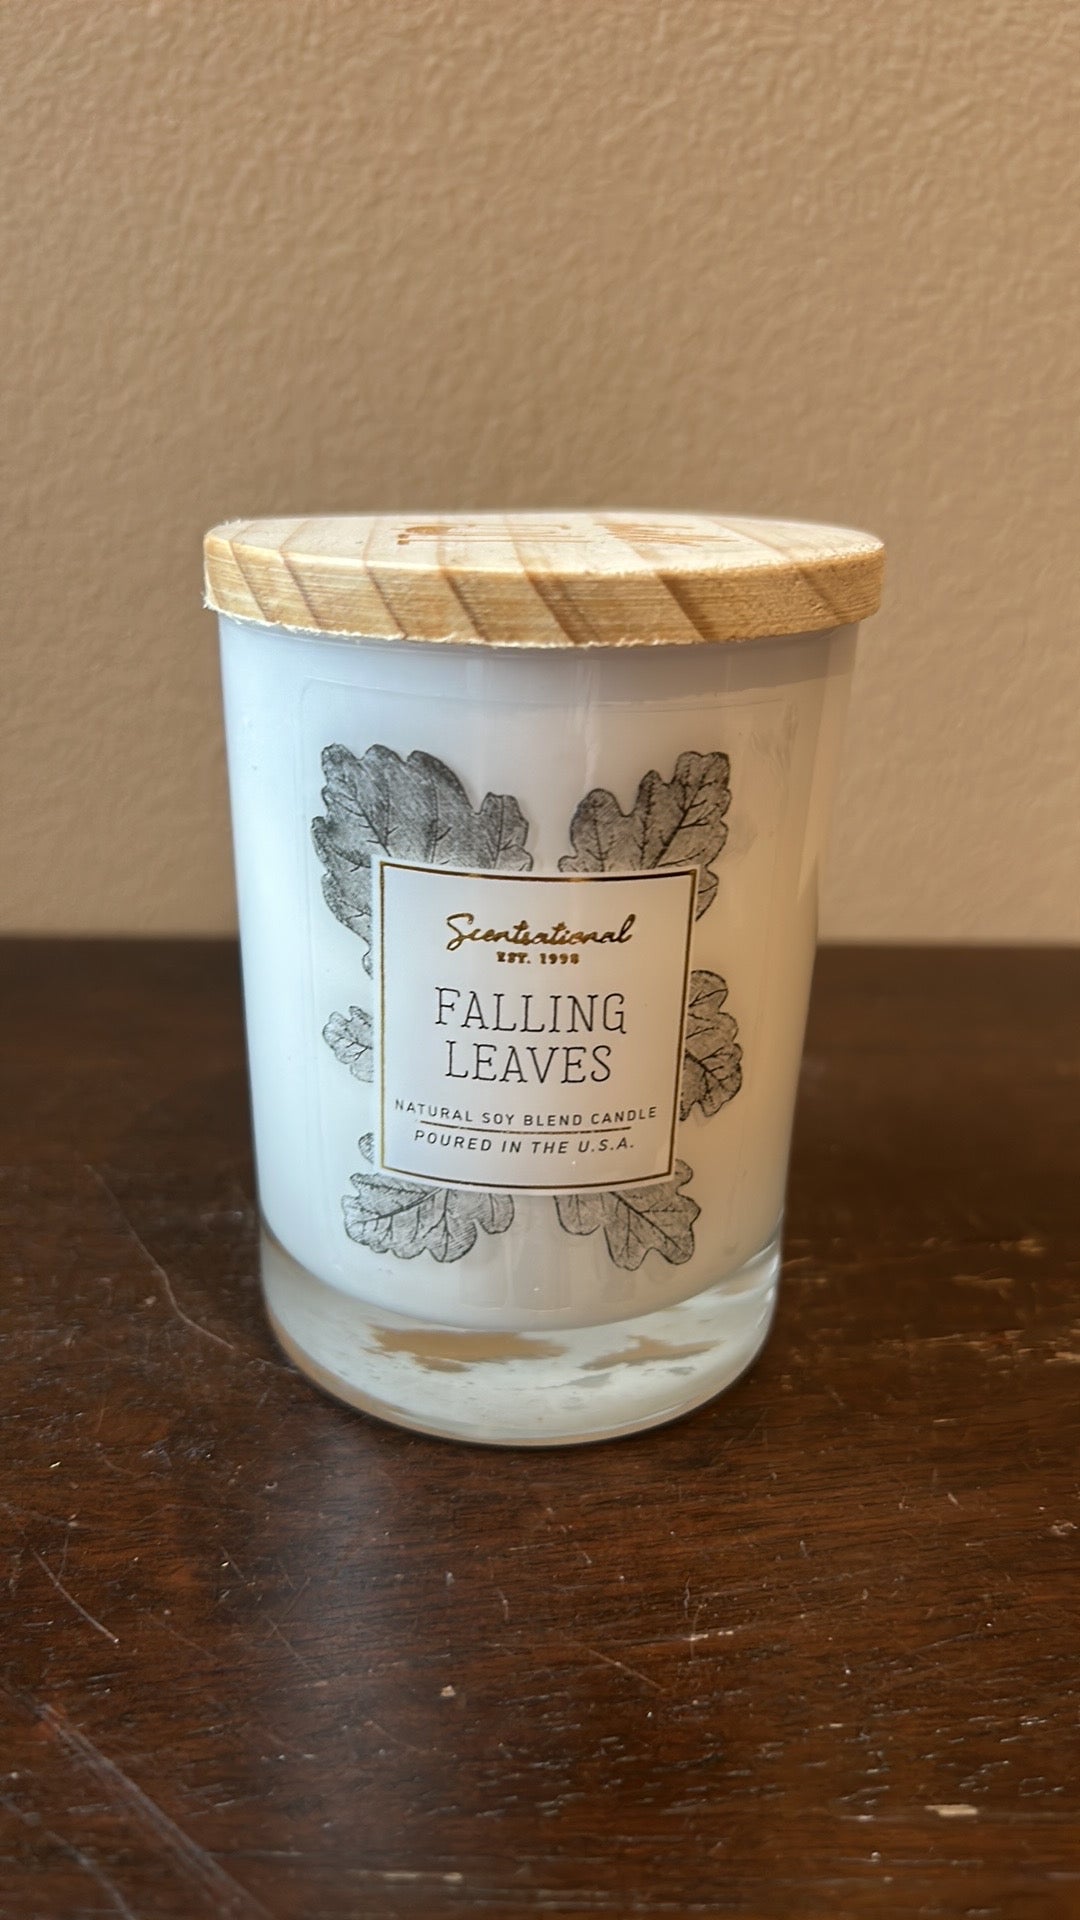 Scentsational
EST. 1998
FALLING
LEAVES
NATURAL SOY BLEND CANDLE
POURED IN THE U.S.A.